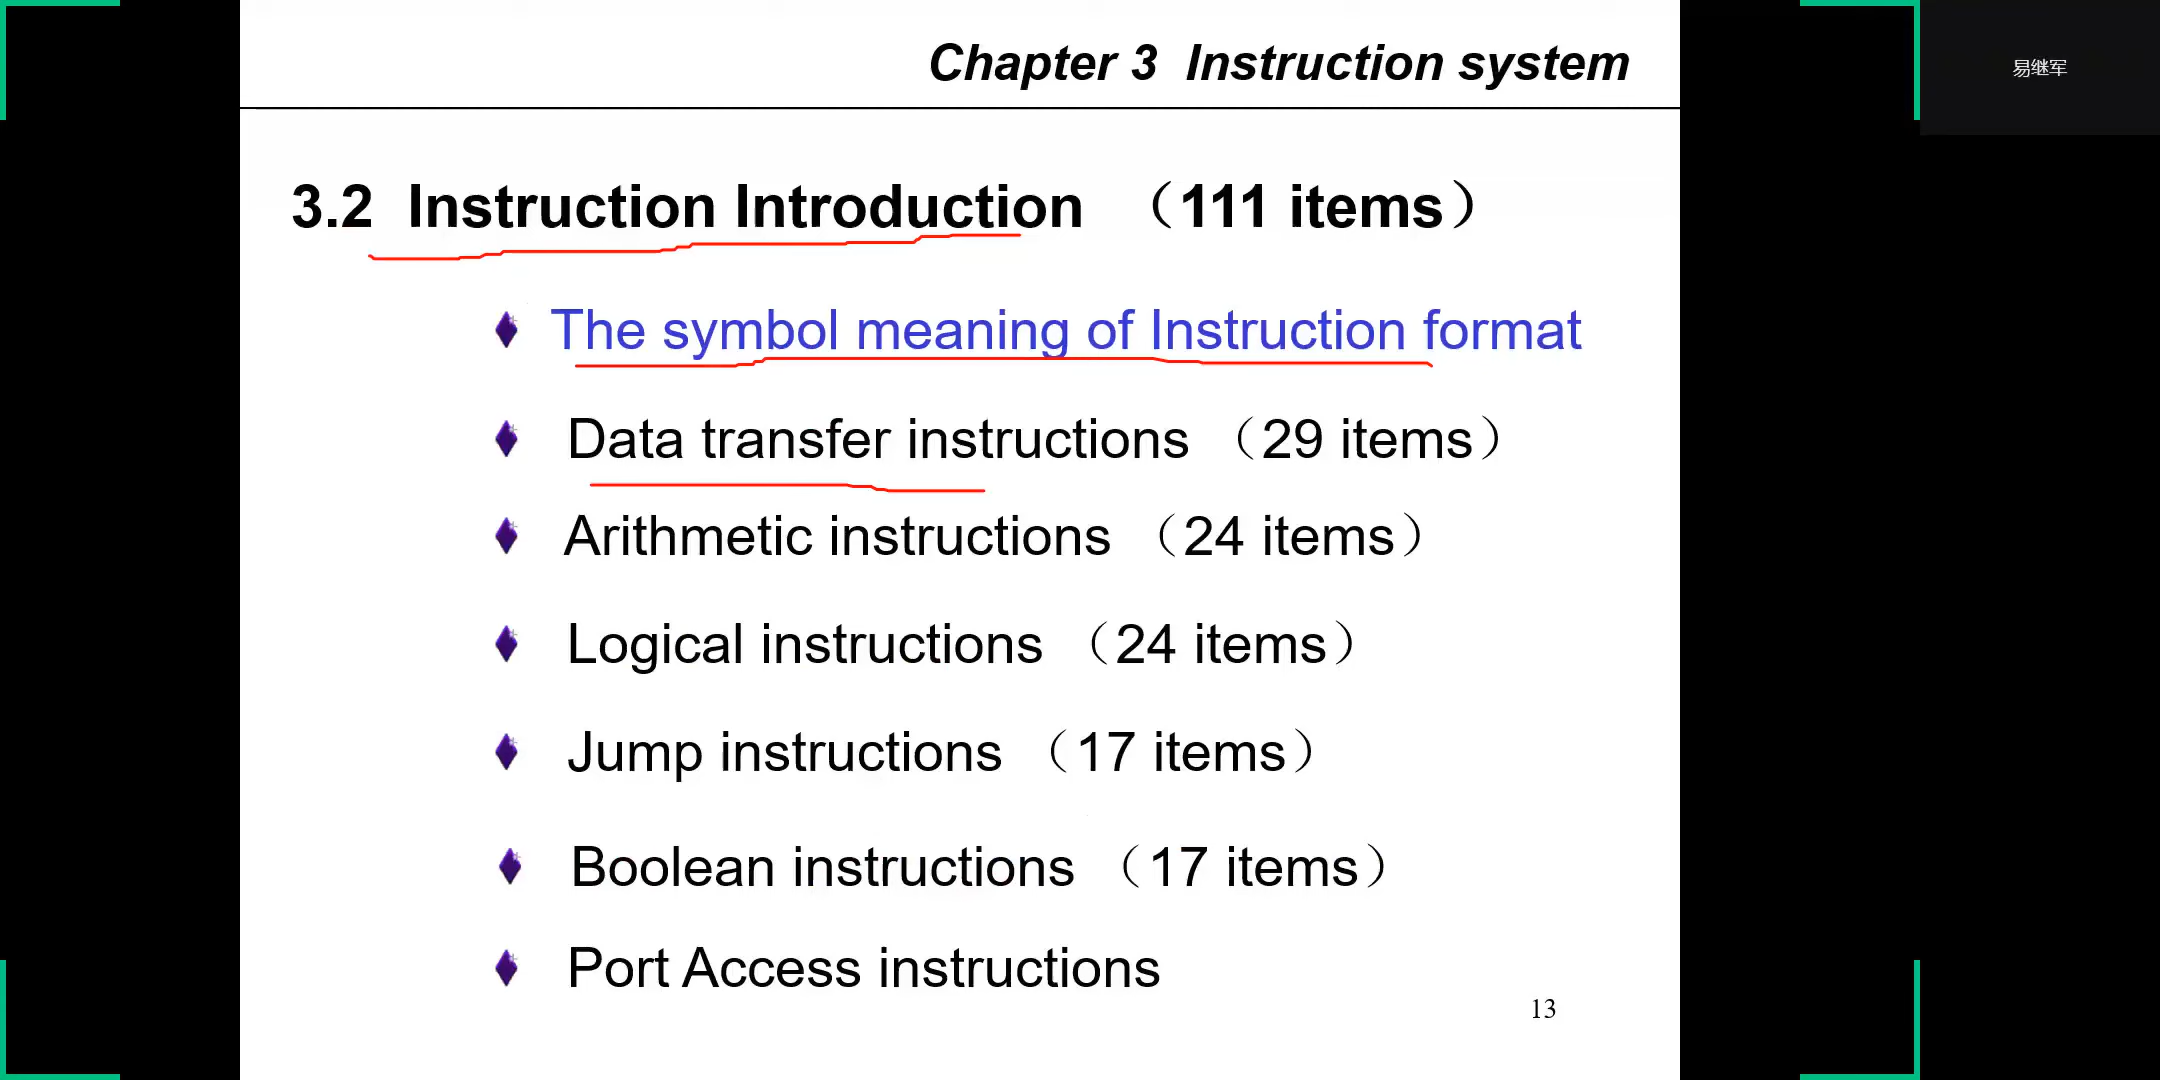 Chapter 3 Instruction system
易继军
3.2 Instruction Introduction （111 items）
The symbol meaning of Instruction format
Data transfer instructions （29 items）
Arithmetic instructions （24 items）
Logical instructions （24 items）
Jump instructions （17 items）
Boolean instructions （17 items）
Port Access instructions
13